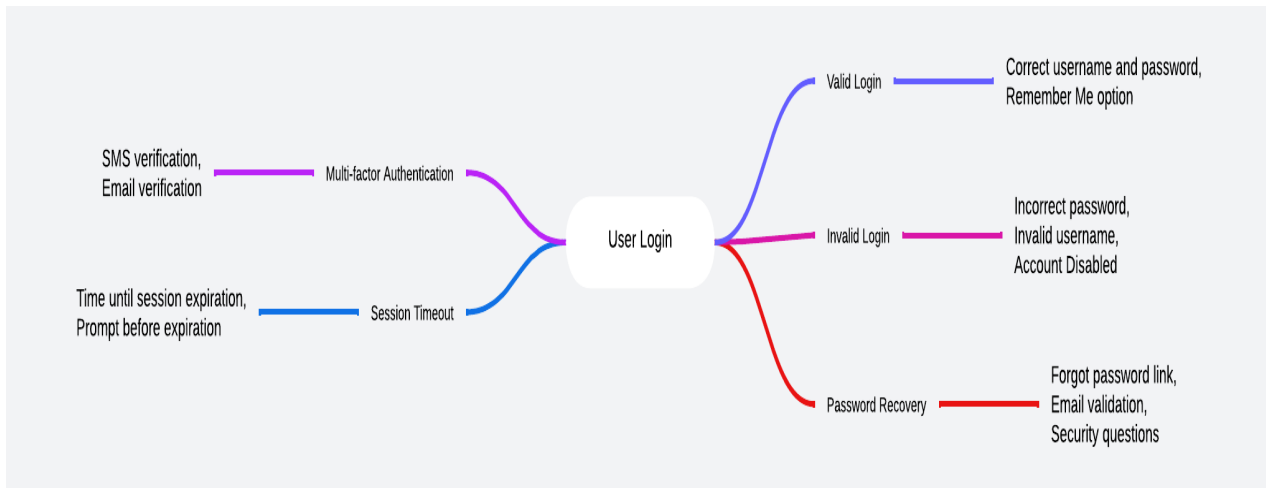 User Login
Valid Login
Correct username and password,
Remember Me option
Invalid Login
Incorrect password,
Invalid username,
Account Disabled
Password Recovery
Forgot password link,
Email validation,
Security questions
Multi-factor Authentication
SMS verification,
Email verification
Session Timeout
Time until session expiration,
Prompt before expiration